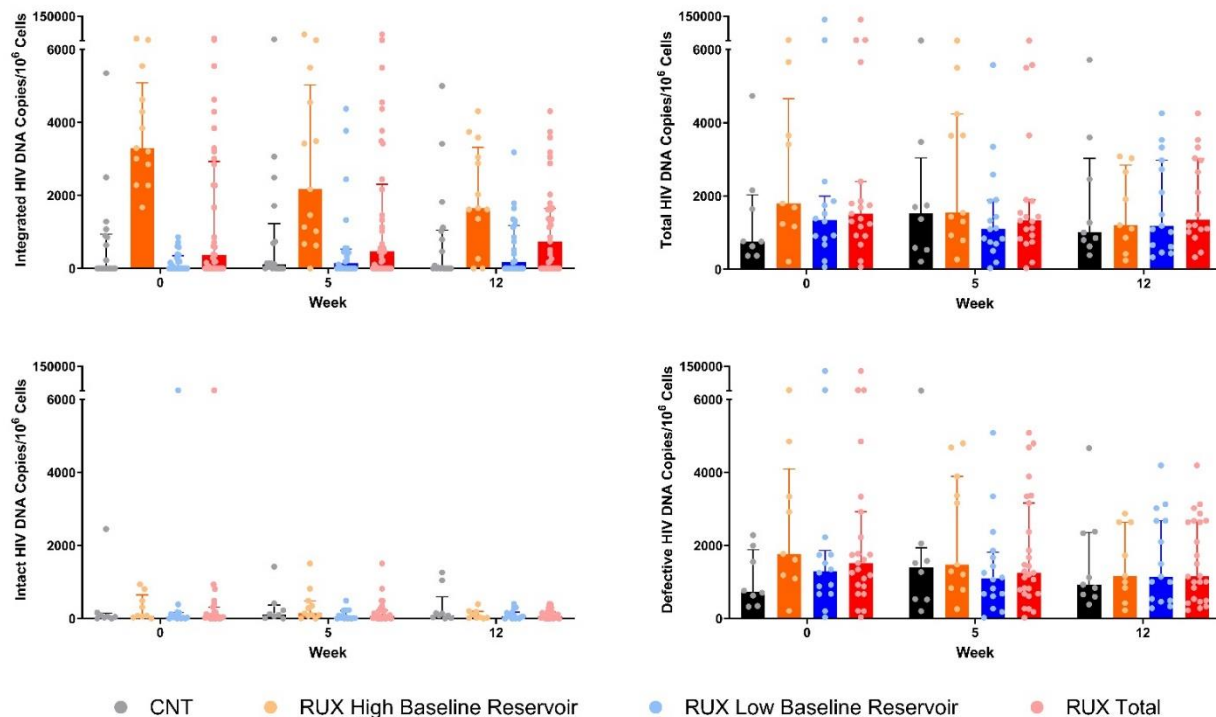 150000
6000
4000
2000
0
Integrated HIV DNA Copies/10⁶ Cells
0 5 12
Week
150000
6000
4000
2000
0
Total HIV DNA Copies/10⁶ Cells
0 5 12
Week
150000
6000
4000
2000
0
Intact HIV DNA Copies/10⁶ Cells
0 5 12
Week
150000
6000
4000
2000
0
Defective HIV DNA Copies/10⁶ Cells
0 5 12
Week
CNT RUX High Baseline Reservoir RUX Low Baseline Reservoir RUX Total